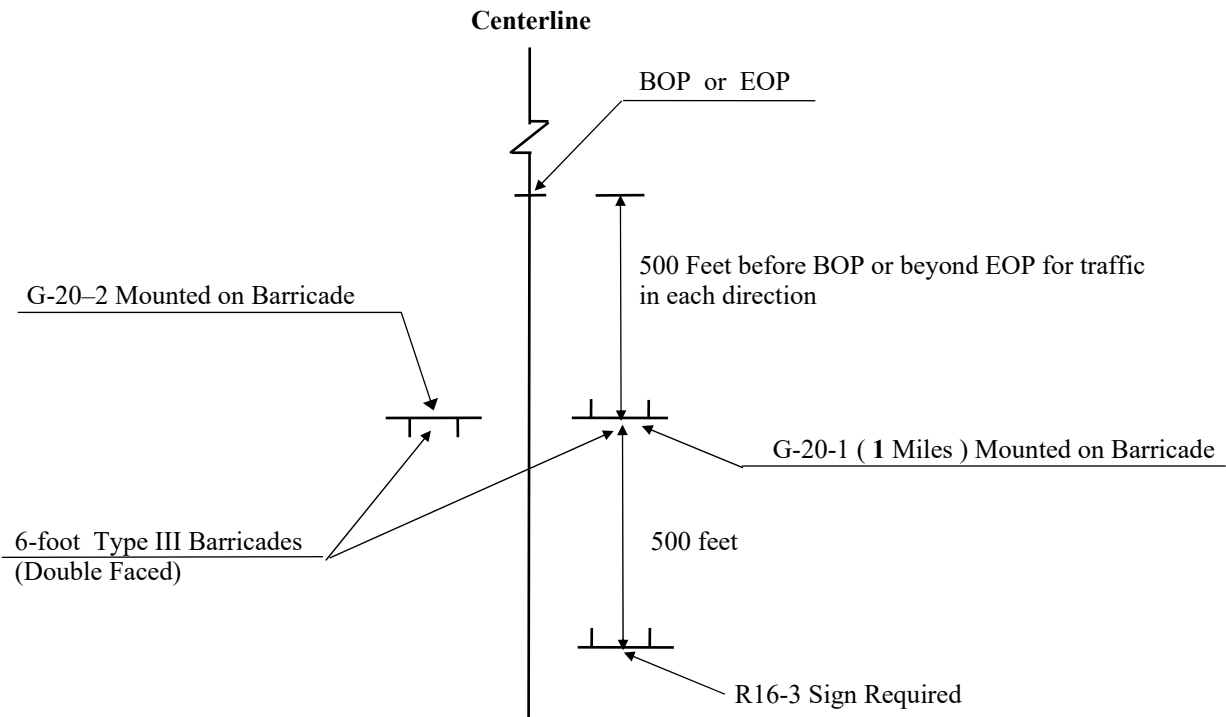 Centerline
BOP or EOP
500 Feet before BOP or beyond EOP for traffic
in each direction
G-20–2 Mounted on Barricade
G-20-1 ( 1 Miles ) Mounted on Barricade
6-foot Type III Barricades
(Double Faced)
500 feet
R16-3 Sign Required